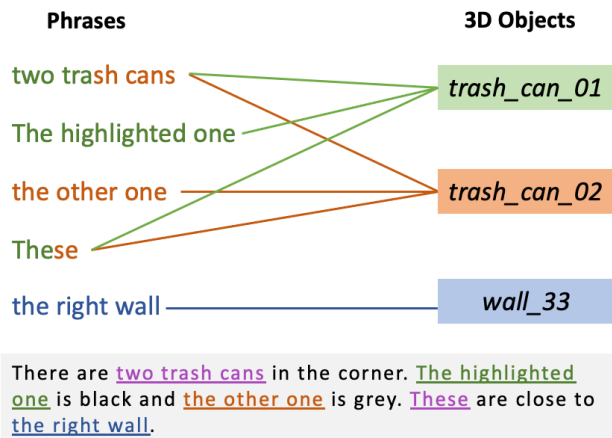 Phrases 3D Objects
two trash cans trash_can_01
The highlighted one
the other one trash_can_02
These
the right wall wall_33
There are two trash cans in the corner. The highlighted
one is black and the other one is grey. These are close to
the right wall.